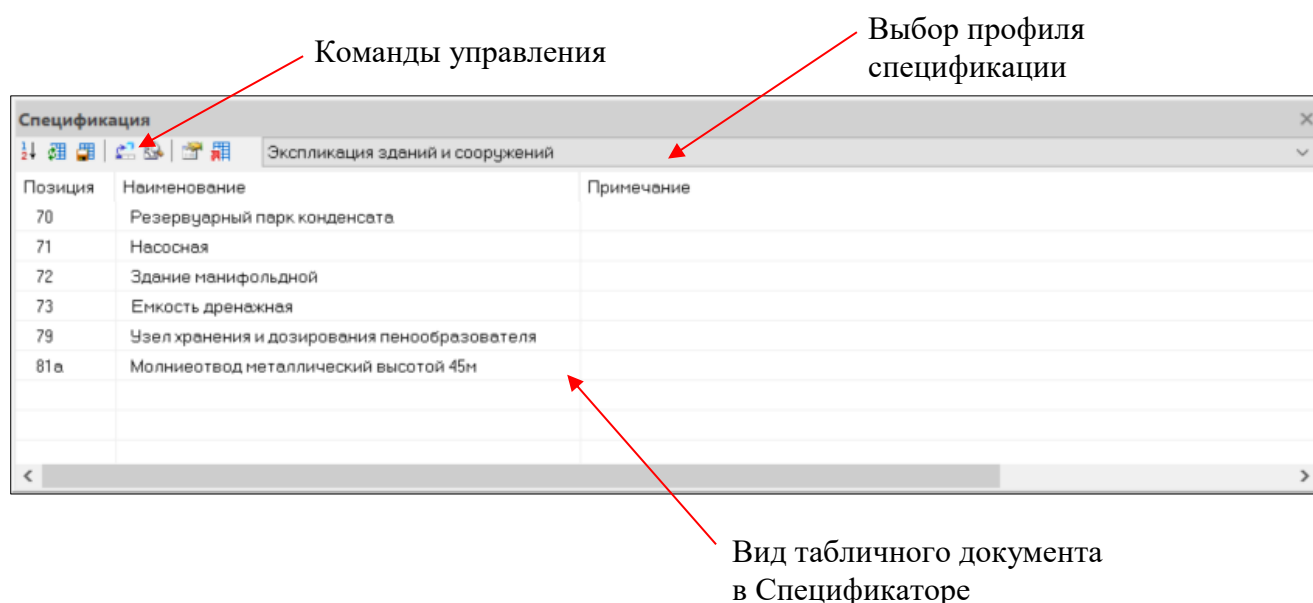 Команды управления
Выбор профиля
спецификации
Спецификация
Экспликация зданий и сооружений
Позиция Наименование Примечание
70 Резервуарный парк конденсата
71 Насосная
72 Здание манифольдной
73 Емкость дренажная
79 Узел хранения и дозирования пенообразователя
81а Молниеотвод металлический высотой 45м
Вид табличного документа
в Спецификаторе